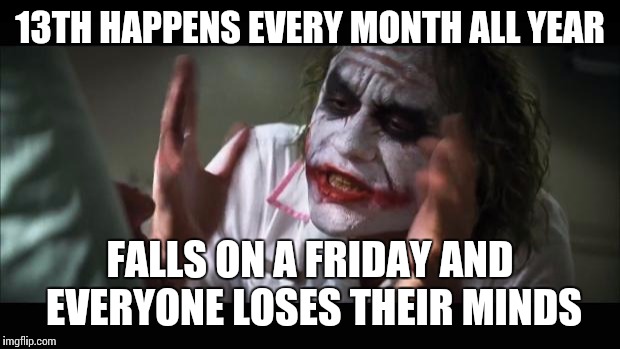 13TH HAPPENS EVERY MONTH ALL YEAR
FALLS ON A FRIDAY AND
EVERYONE LOSES THEIR MINDS
imgflip.com